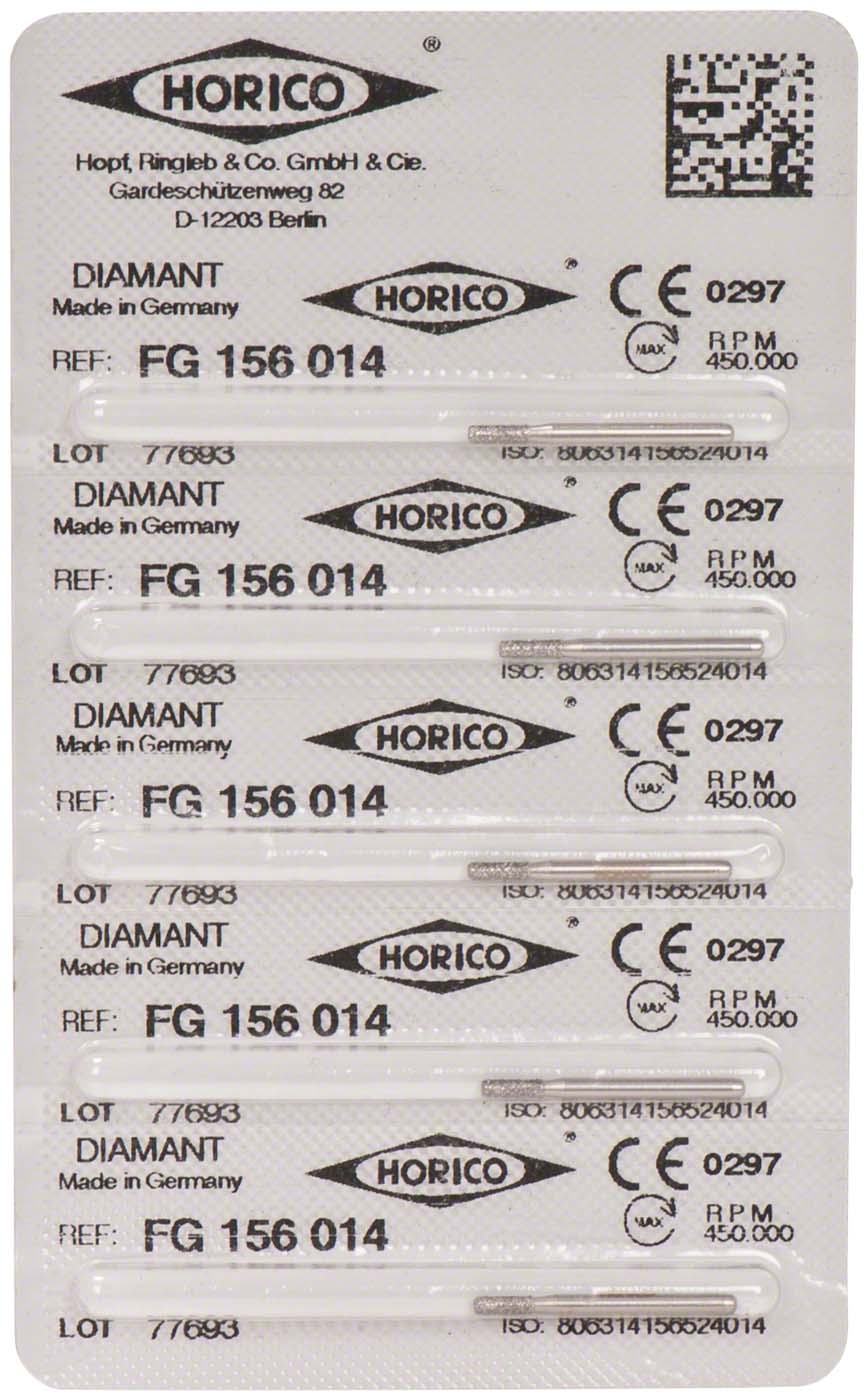 HORICO ®
Hopf, Ringleb & Co. GmbH & Cie.
Gardeschützenweg 82
D-12203 Berlin
DIAMANT HORICO ® CE 0297
Made in Germany
MAX RPM
REF: FG 156 014 450.000
LOT 77693 ISO: 806314156524014
DIAMANT HORICO ® CE 0297
Made in Germany
MAX RPM
REF: FG 156 014 450.000
LOT 77693 ISO: 806314156524014
DIAMANT HORICO ® CE 0297
Made in Germany
MAX RPM
REF: FG 156 014 450.000
LOT 77693 ISO: 806314156524014
DIAMANT HORICO ® CE 0297
Made in Germany
MAX RPM
REF: FG 156 014 450.000
LOT 77693 ISO: 806314156524014
DIAMANT HORICO ® CE 0297
Made in Germany
MAX RPM
REF: FG 156 014 450.000
LOT 77693 ISO: 806314156524014